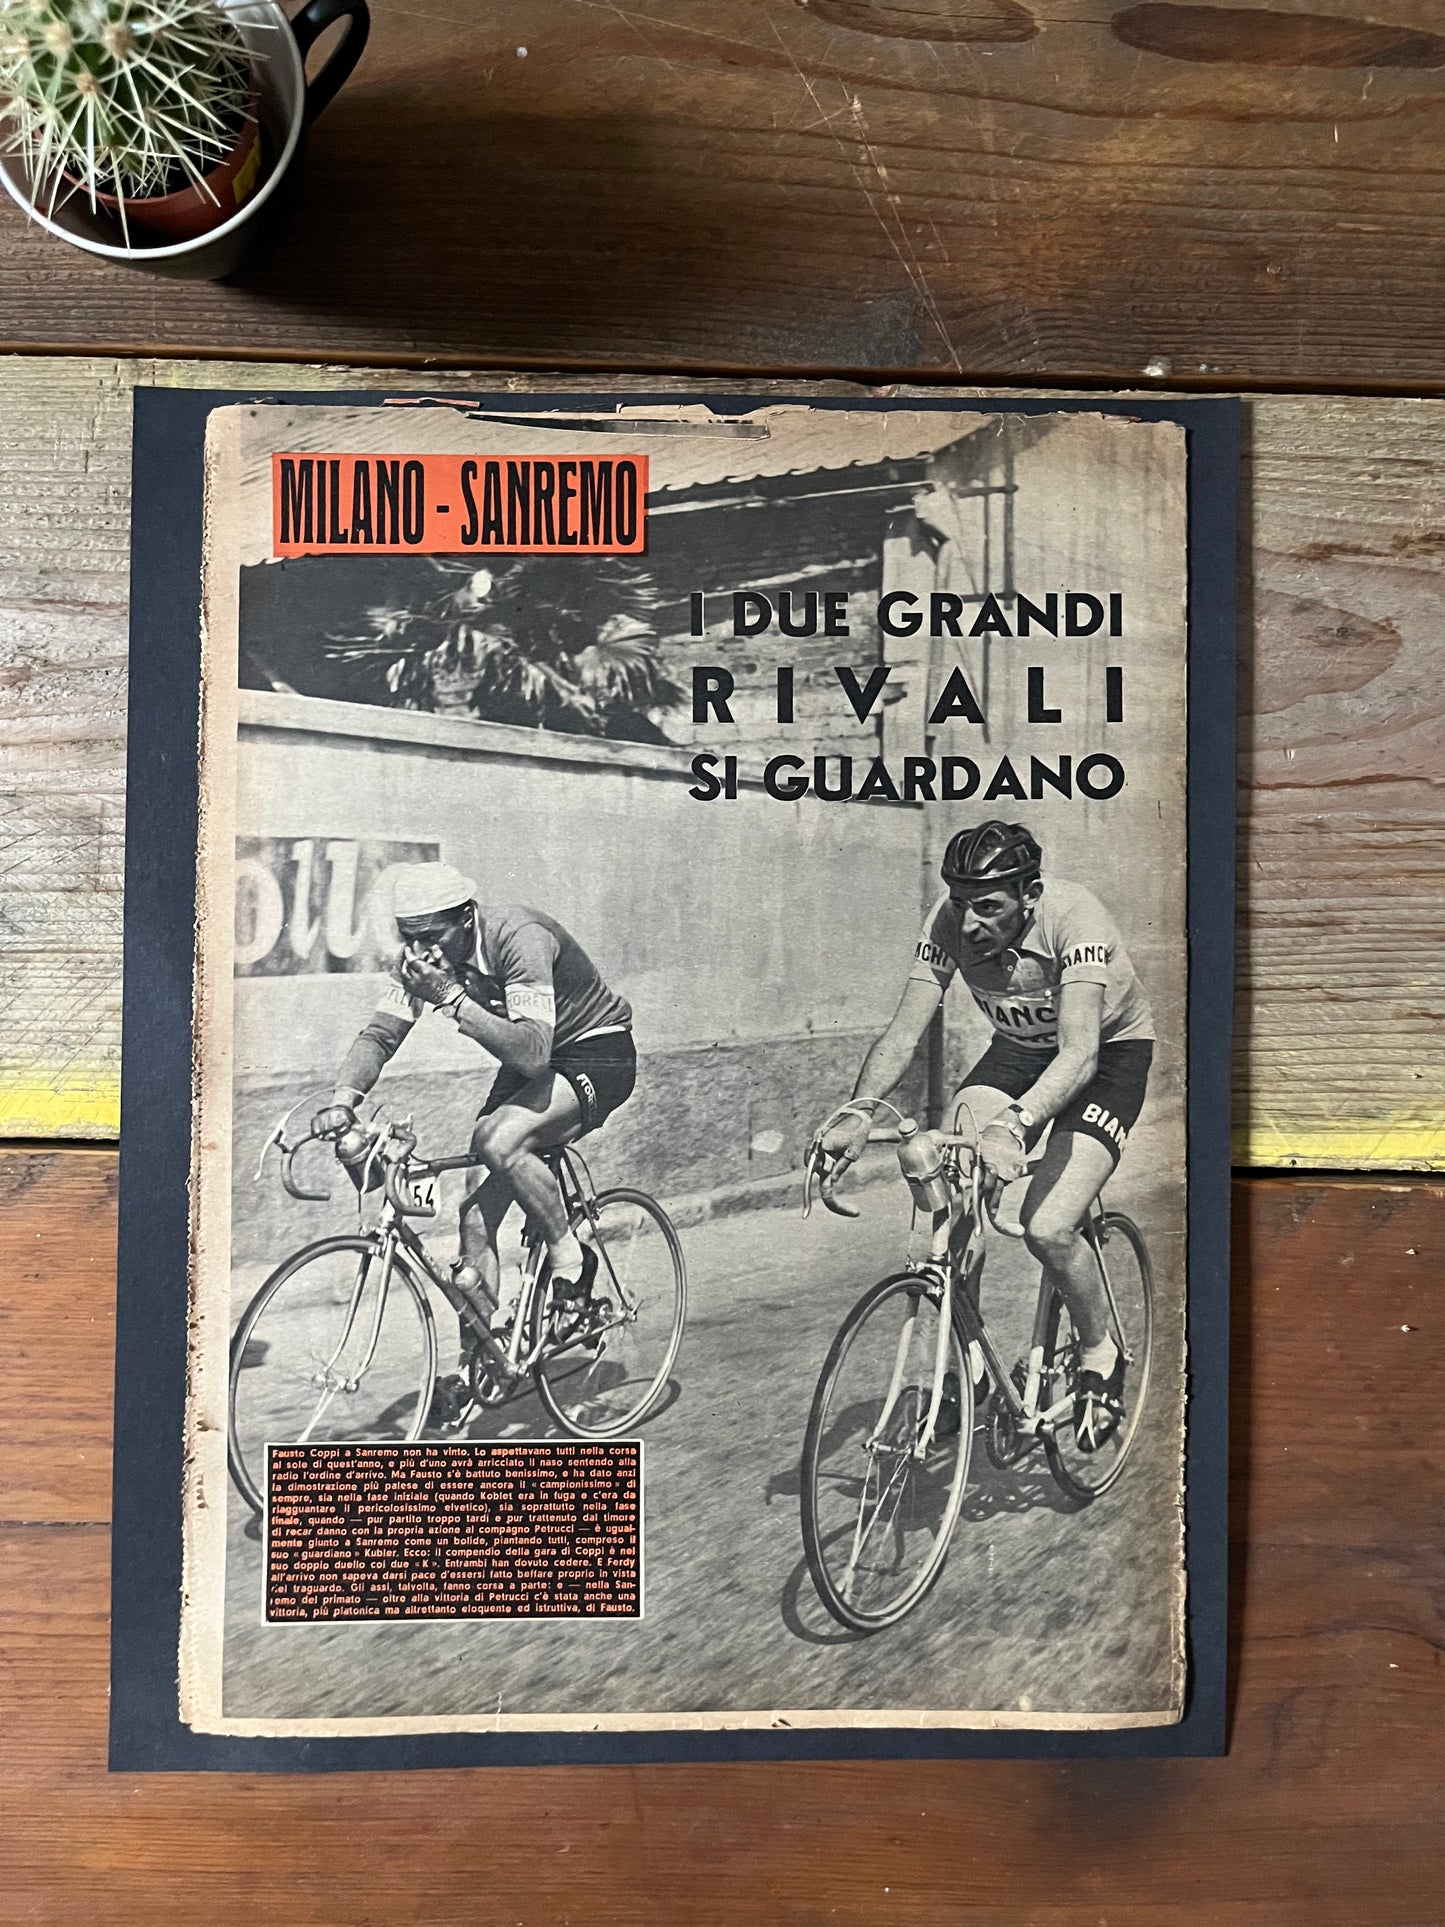 MILANO - SANREMO
I DUE GRANDI
RIVALI
SI GUARDANO
BIANCHI
BIANC
BIAN
54
Fausto Coppi a Sanremo non ha vinto. Lo aspettavano tutti nella corsa
al sole di quest'anno, e più d'uno avrà arricciato il naso sentendo alla
radio l'ordine d'arrivo. Ma Fausto s'è battuto benissimo, e ha dato anzi
la dimostrazione più palese di essere ancora il «campionissimo» di
sempre, sia nella fase iniziale (quando Koblet era in fuga e c'era da
riagguantare il pericolosissimo elvetico), sia soprattutto nella fase
finale, quando — pur partito troppo tardi e pur trattenuto dal timore
di recar danno con la propria azione al compagno Petrucci — è ugual-
mente giunto a Sanremo come un bolide, piantando tutti, compreso il
suo «guardiano» Kubler. Ecco: il compendio della gara di Coppi è nel
suo doppio duello coi due «K». Entrambi han dovuto cedere. E Ferdy
all'arrivo non sapeva darsi pace d'essersi fatto beffare proprio in vista
del traguardo. Gli assi, talvolta, fanno corsa a parte: e — nella San-
remo del primato — oltre alla vittoria di Petrucci c'è stata anche una
vittoria, più platonica ma altrettanto eloquente ed istruttiva, di Fausto.